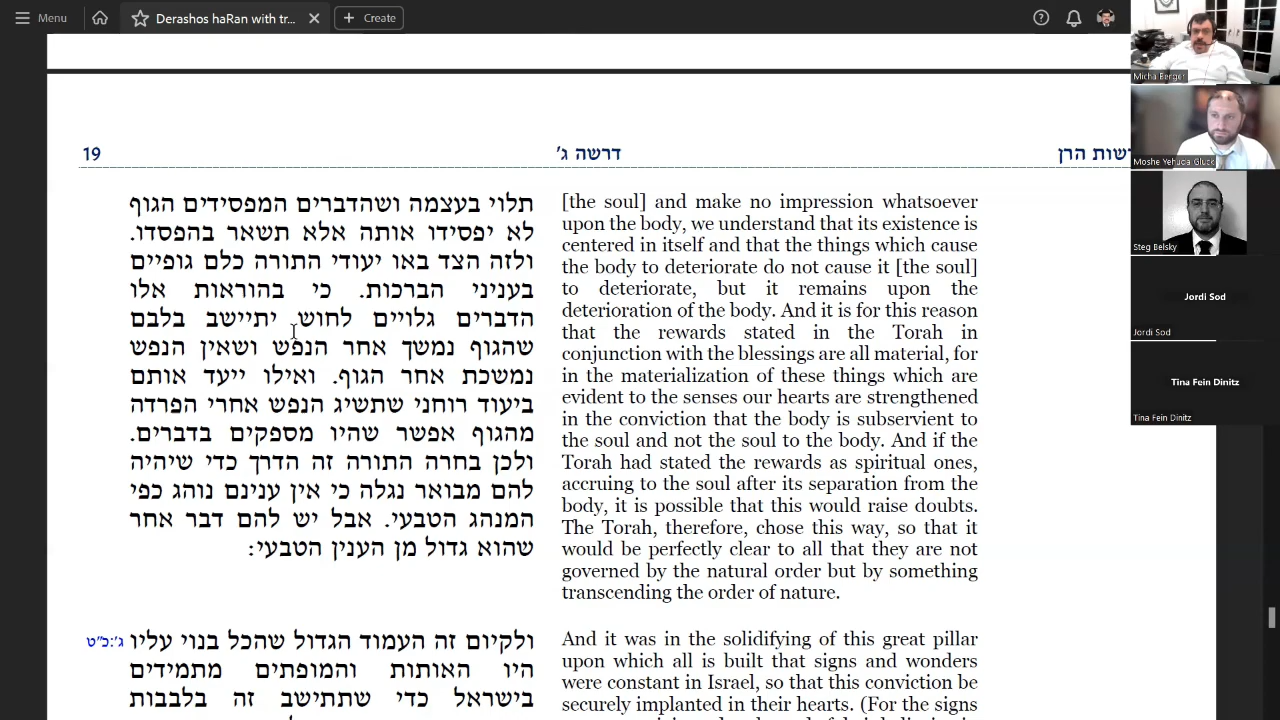 Menu
Derashos haRan with tr...
Create
Micha Berger
Moshe Yehuda Gluck
Steg Belsky
Jordi Sod
Jordi Sod
Tina Fein Dinitz
Tina Fein Dinitz
19
דרשה ג'
שות הרן
תלוי בעצמה ושהדברים המפסידים הגוף
לא יפסידו אותה אלא תשאר בהפסדו.
ולזה הצד באו יעודי התורה כלם גופיים
בעניני הברכות. כי בהוראות אלו
הדברים גלויים לחוש יתיישב בלבם
שהגוף נמשך אחר הנפש ושאין הנפש
נמשכת אחר הגוף. ואילו ייעד אותם
ביעוד רוחני שתשיג הנפש אחרי הפרדה
מהגוף אפשר שהיו מספקים בדברים.
ולכן בחרה התורה זה הדרך כדי שיהיה
להם מבואר נגלה כי אין ענינם נוהג כפי
המנהג הטבעי. אבל יש להם דבר אחר
שהוא גדול מן הענין הטבעי:
[the soul] and make no impression whatsoever
upon the body, we understand that its existence is
centered in itself and that the things which cause
the body to deteriorate do not cause it [the soul]
to deteriorate, but it remains upon the
deterioration of the body. And it is for this reason
that the rewards stated in the Torah in
conjunction with the blessings are all material, for
in the materialization of these things which are
evident to the senses our hearts are strengthened
in the conviction that the body is subservient to
the soul and not the soul to the body. And if the
Torah had stated the rewards as spiritual ones,
accruing to the soul after its separation from the
body, it is possible that this would raise doubts.
The Torah, therefore, chose this way, so that it
would be perfectly clear to all that they are not
governed by the natural order but by something
transcending the order of nature.
ג':כ"ט
ולקיום זה העמוד הגדול שהכל בנוי עליו
היו האותות והמופתים מתמידים
בישראל כדי שתתישב זה בלבבות
And it was in the solidifying of this great pillar
upon which all is built that signs and wonders
were constant in Israel, so that this conviction be
securely implanted in their hearts. (For the signs